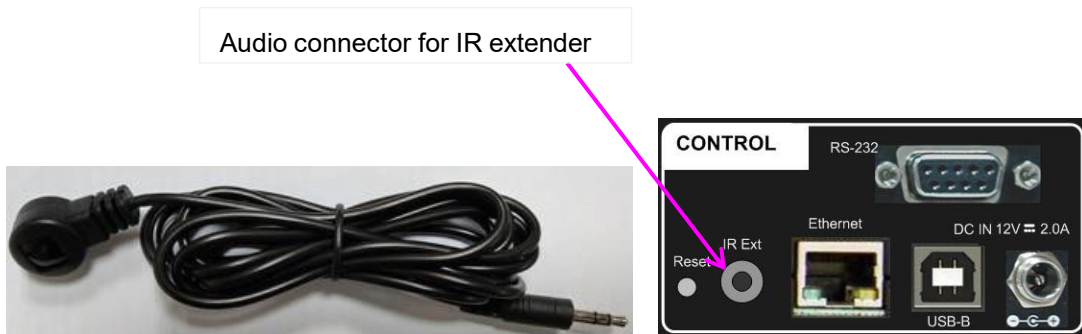 Audio connector for IR extender
CONTROL
RS-232
Ethernet
DC IN 12V ⎓ 2.0A
IR Ext
Reset
USB-B